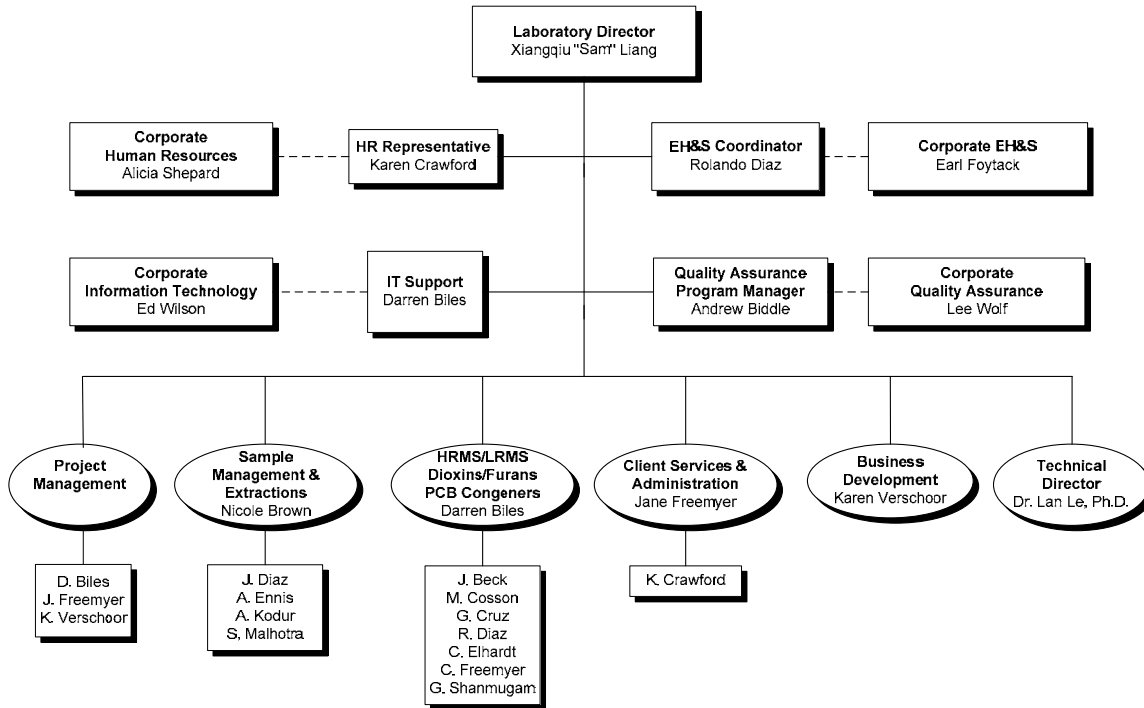 Laboratory Director
Xiangqiu "Sam" Liang
Corporate
Human Resources
Alicia Shepard
HR Representative
Karen Crawford
EH&S Coordinator
Rolando Diaz
Corporate EH&S
Earl Foytack
Corporate
Information Technology
Ed Wilson
IT Support
Darren Biles
Quality Assurance
Program Manager
Andrew Biddle
Corporate
Quality Assurance
Lee Wolf
Project
Management
Sample
Management &
Extractions
Nicole Brown
HRMS/LRMS
Dioxins/Furans
PCB Congeners
Darren Biles
Client Services &
Administration
Jane Freemyer
Business
Development
Karen Verschoor
Technical
Director
Dr. Lan Le, Ph.D.
D. Biles
J. Freemyer
K. Verschoor
J. Diaz
A. Ennis
A. Kodur
S, Malhotra
J. Beck
M. Cosson
G. Cruz
R. Diaz
C. Elhardt
C. Freemyer
G. Shanmugam
K. Crawford